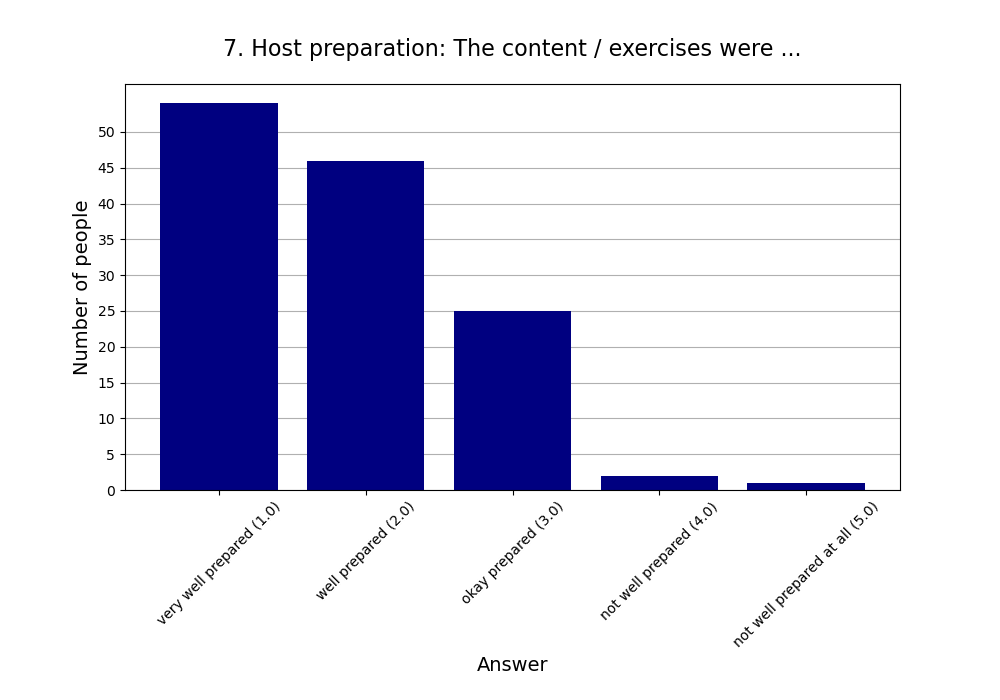 7. Host preparation: The content / exercises were ...
Number of people
50
45
40
35
30
25
20
15
10
5
0
very well prepared (1.0)
well prepared (2.0)
okay prepared (3.0)
not well prepared (4.0)
not well prepared at all (5.0)
Answer